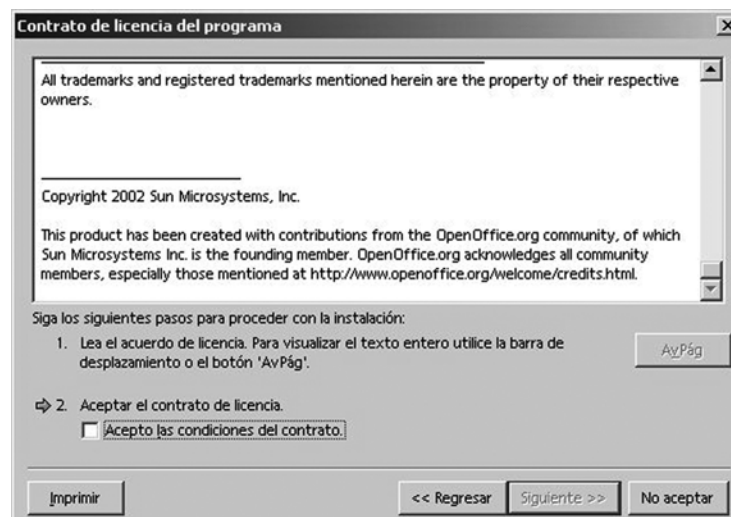 Contrato de licencia del programa
All trademarks and registered trademarks mentioned herein are the property of their respective
owners.
Copyright 2002 Sun Microsystems, Inc.
This product has been created with contributions from the OpenOffice.org community, of which
Sun Microsystems Inc. is the founding member. OpenOffice.org acknowledges all community
members, especially those mentioned at http://www.openoffice.org/welcome/credits.html.
Siga los siguientes pasos para proceder con la instalación:
1. Lea el acuerdo de licencia. Para visualizar el texto entero utilice la barra de
desplazamiento o el botón 'AvPág'.
AvPág
2. Aceptar el contrato de licencia.
Acepto las condiciones del contrato.
Imprimir
<< Regresar
Siguiente >>
No aceptar